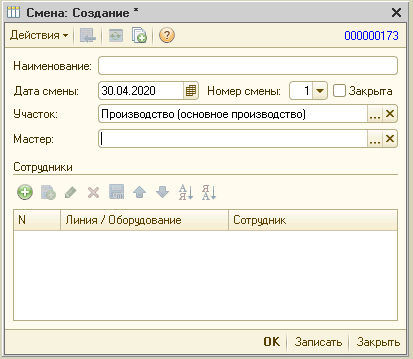 Смена: Создание *
Действия 000000173
Наименование:
Дата смены: 30.04.2020 Номер смены: 1 Закрыта
Участок: Производство (основное производство) ...
Мастер: ...
Сотрудники
N Линия / Оборудование Сотрудник
OK Записать Закрыть